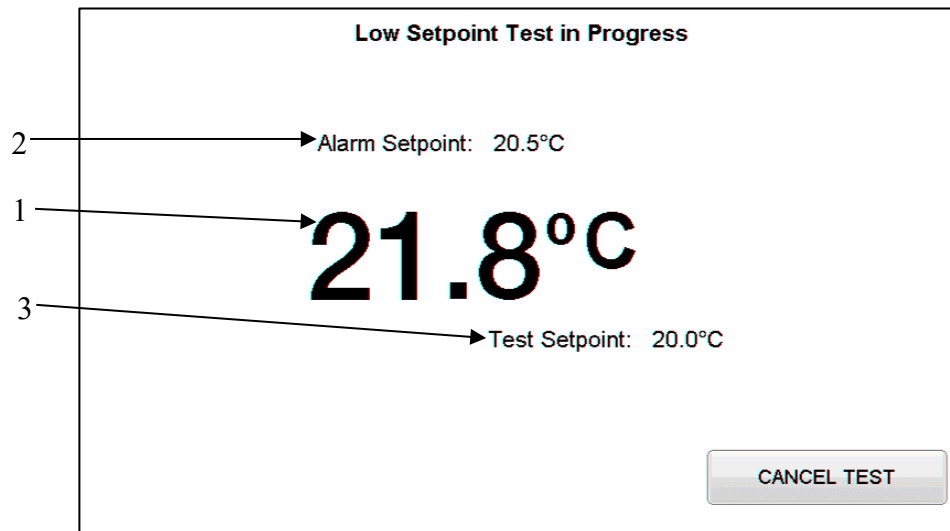 Low Setpoint Test in Progress
2
Alarm Setpoint: 20.5°C
1
21.8°C
3
Test Setpoint: 20.0°C
CANCEL TEST